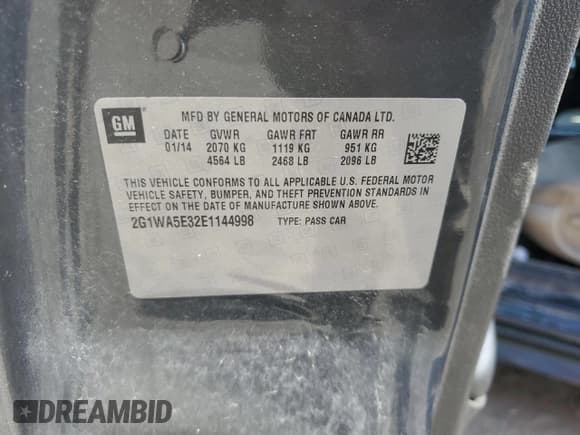 GM
MFD BY GENERAL MOTORS OF CANADA LTD.
DATE GVWR GAWR FRT GAWR RR
01/14 2070 KG 1119 KG 951 KG
4564 LB 2468 LB 2096 LB
THIS VEHICLE CONFORMS TO ALL APPLICABLE U.S. FEDERAL MOTOR
VEHICLE SAFETY, BUMPER, AND THEFT PREVENTION STANDARDS
IN EFFECT ON THE DATE OF MANUFACTURE SHOWN ABOVE.
2G1WA5E32E1144998 TYPE: PASS CAR
DREAMBID